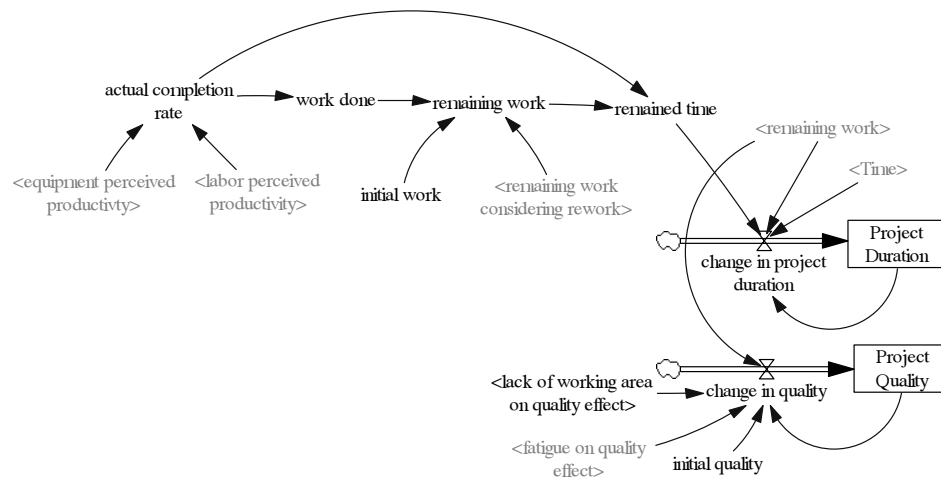 actual completion
rate
work done
remaining work
remained time
<remaining work>
<equipment perceived
productivty>
<labor perceived
productivity>
initial work
<remaining work
considering rework>
<Time>
Project
Duration
change in project
duration
Project
Quality
<lack of working area
on quality effect>
change in quality
<fatigue on quality
effect>
initial quality